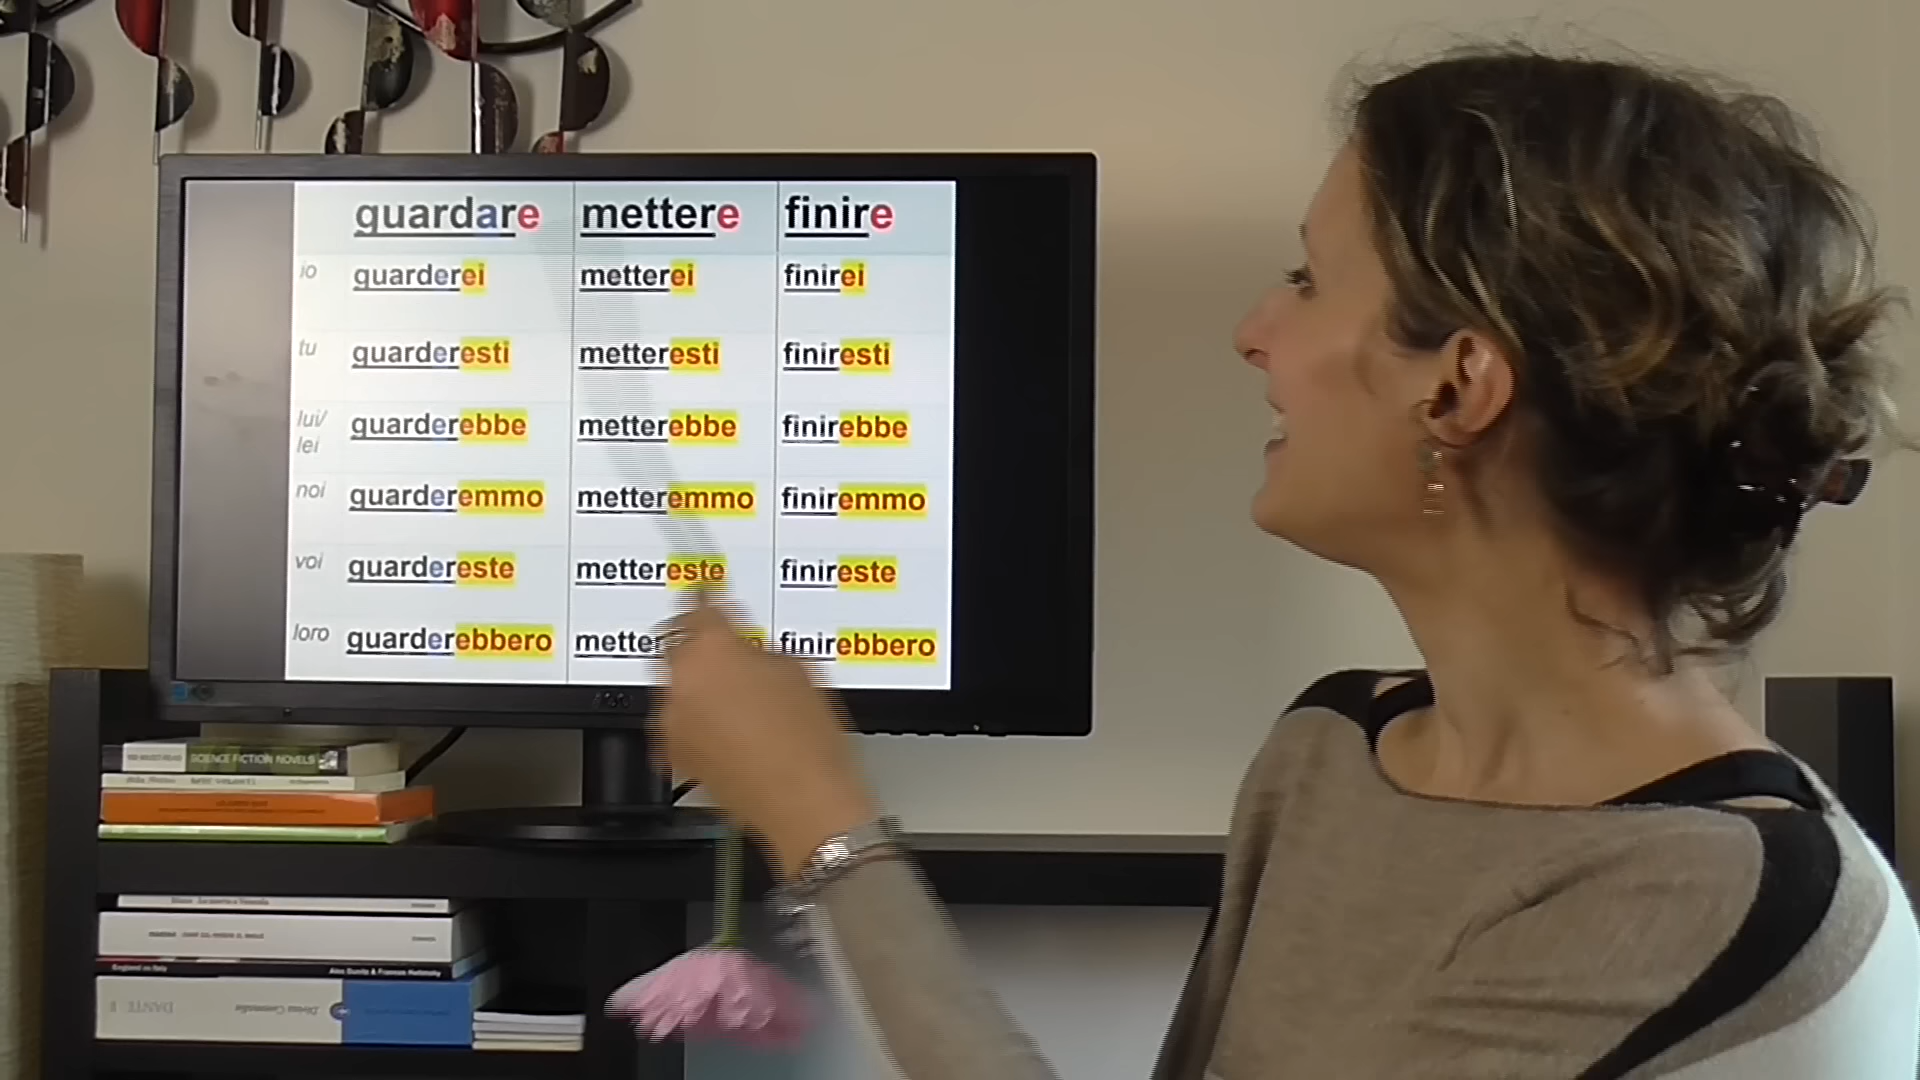 guardare mettere finire
io guarderei metterei finirei
tu guarderesti metteresti finiresti
lui/ guarderebbe metterebbe finirebbe
lei
noi guarderemmo metteremmo finiremmo
voi guardereste mettereste finireste
loro guarderebbero finirebbero
SCIENCE FICTION NOVELS
DANTE